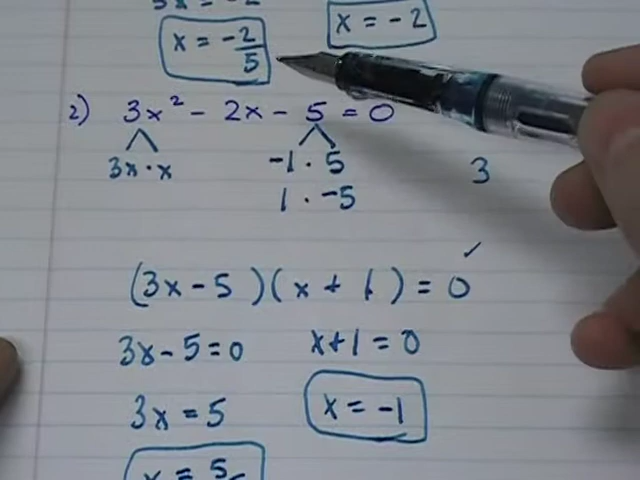 x = -2/5 x = -2
2) 3x² - 2x - 5 = 0
3x · x -1 · 5 3
1 · -5
(3x - 5)(x + 1) = 0 ✓
3x - 5 = 0 x + 1 = 0
3x = 5 x = -1
x = 5